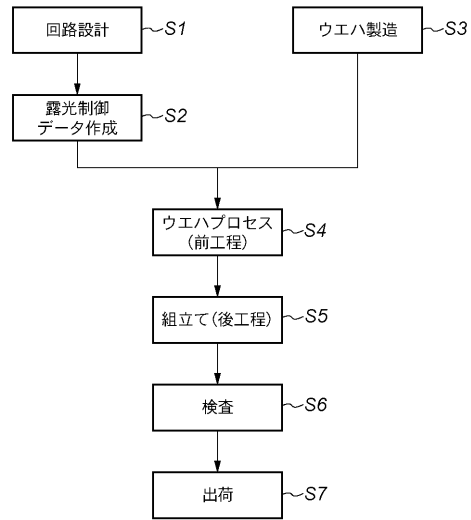 回路設計
S1
ウエハ製造
S3
露光制御
データ作成
S2
ウエハプロセス
(前工程)
S4
組立て(後工程)
S5
検査
S6
出荷
S7